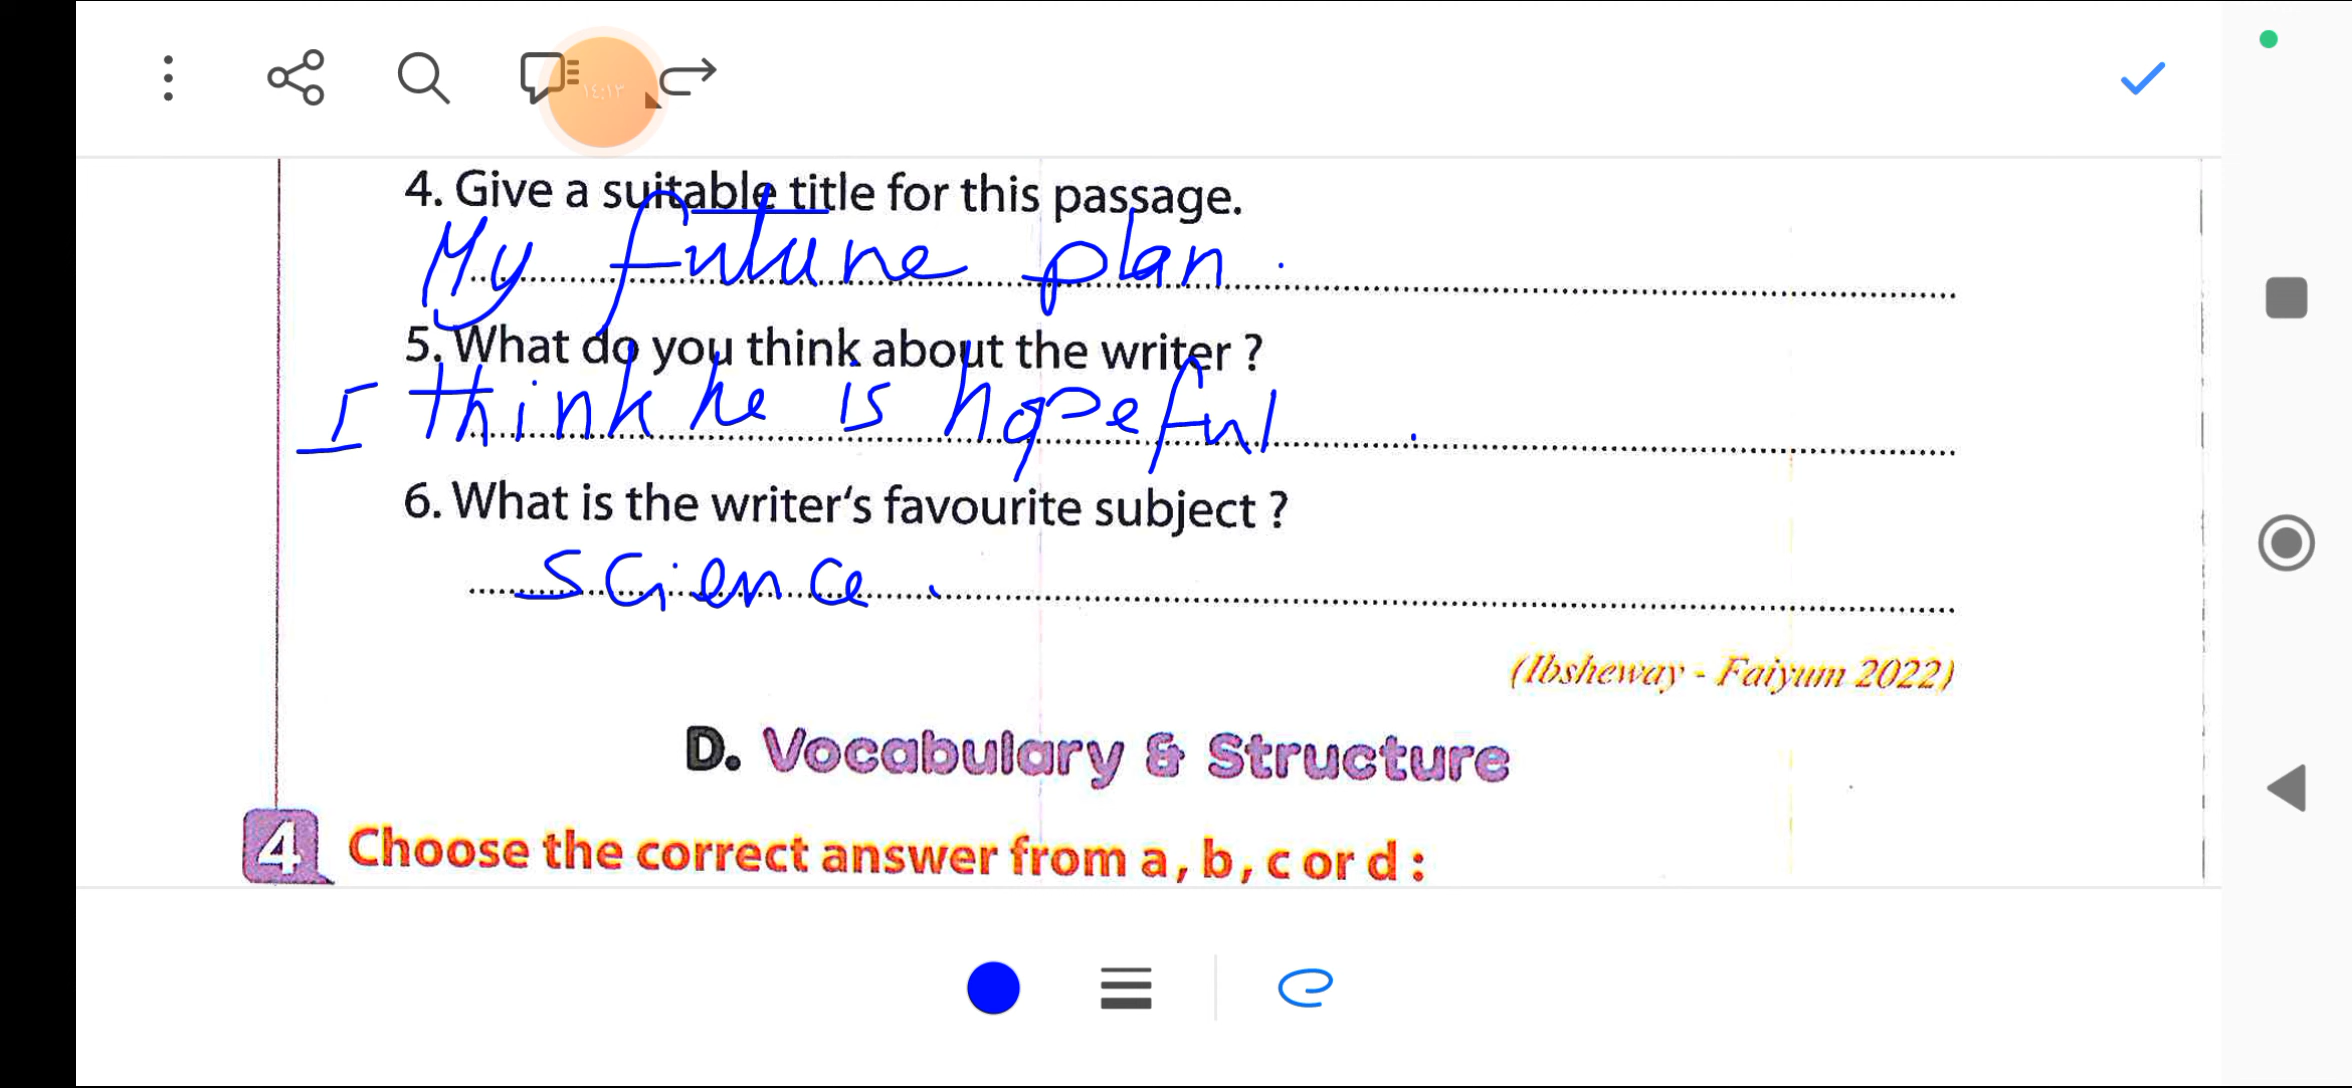 ١٤:١٣
4. Give a suitable title for this passage.
My future plan.
5. What do you think about the writer ?
I think he is hopeful.
6. What is the writer's favourite subject ?
science.
(Ibsheway - Faiyum 2022)
D. Vocabulary & Structure
4 Choose the correct answer from a, b, c or d :